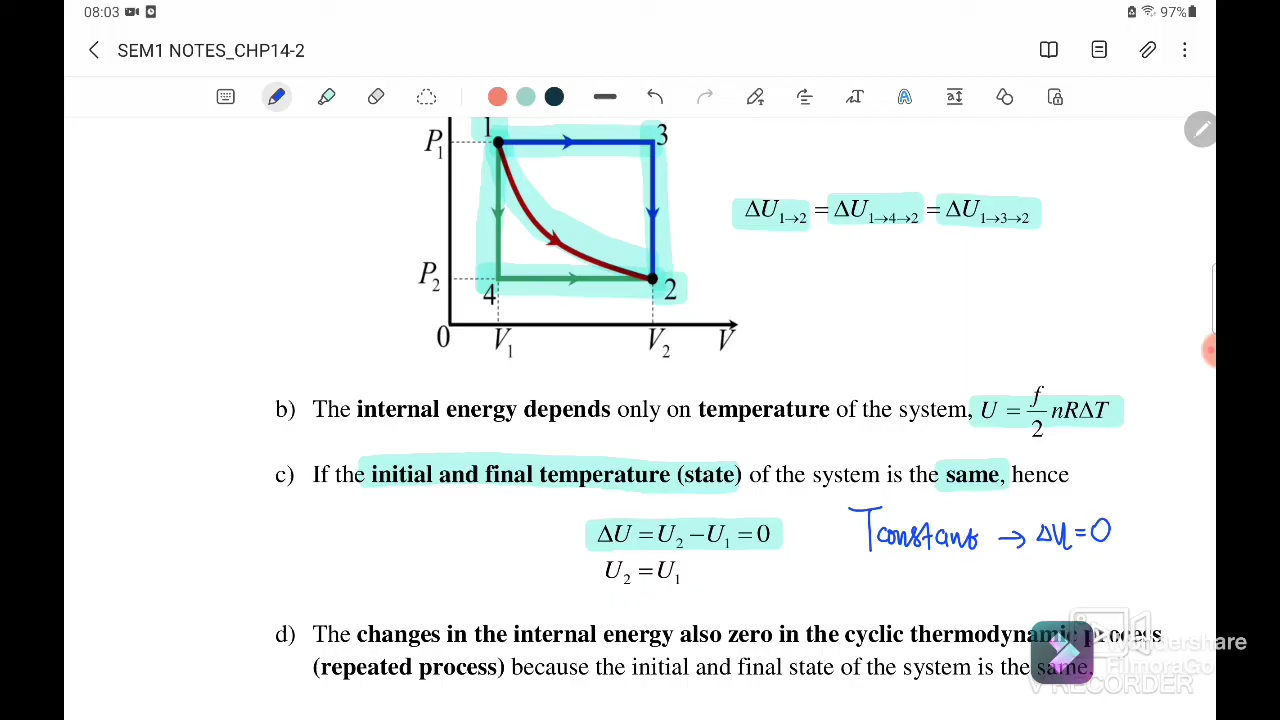 08:03
97%
SEM1 NOTES_CHP14-2
P₁ 1 3
ΔU₁→₂ = ΔU₁→₄→₂ = ΔU₁→₃→₂
P₂ 4 2
0 V₁ V₂ V
b) The internal energy depends only on temperature of the system, U = f/2 nRΔT
c) If the initial and final temperature (state) of the system is the same, hence
ΔU = U₂ − U₁ = 0
T constant → ΔU = 0
U₂ = U₁
d) The changes in the internal energy also zero in the cyclic thermodynamic process
(repeated process) because the initial and final state of the system is the same.
Wondershare
FilmoraGo
V RECORDER